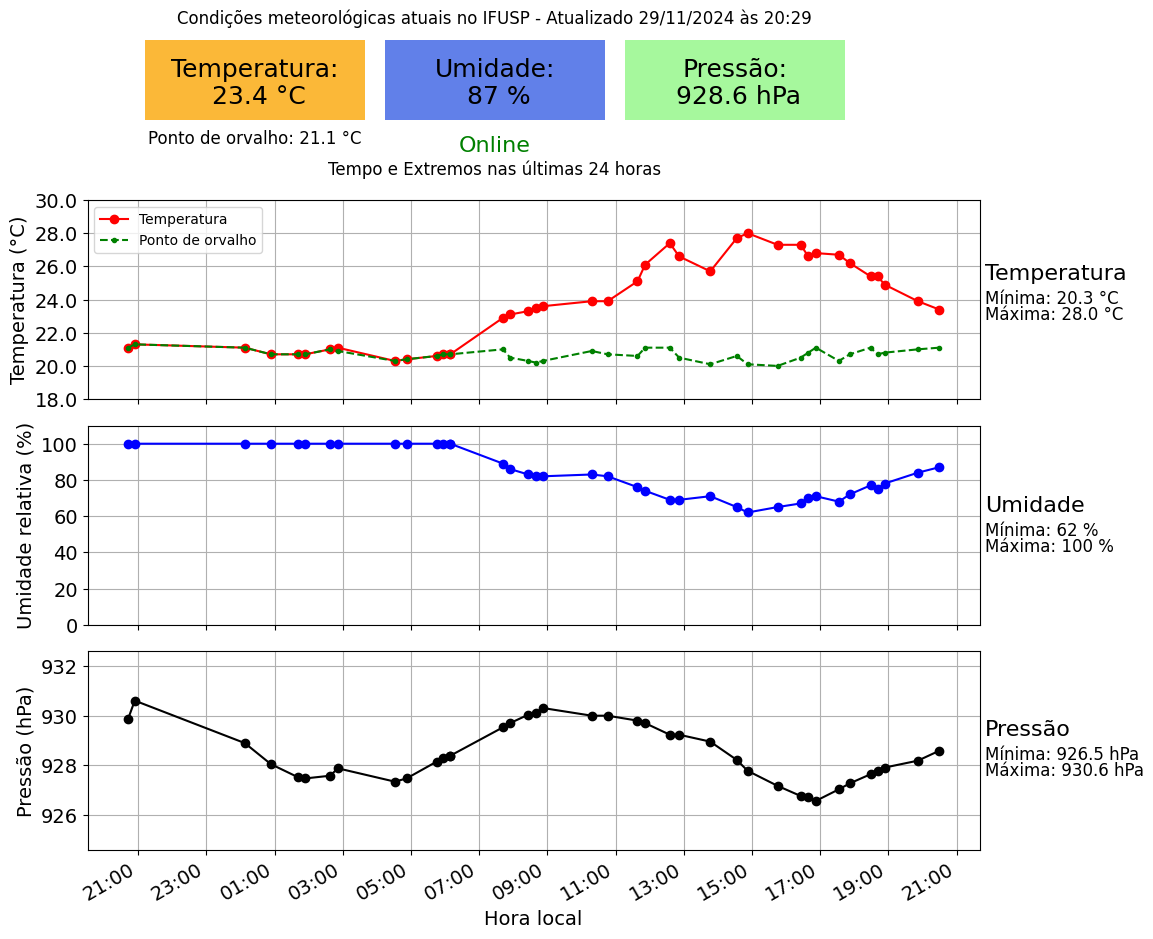 Condições meteorológicas atuais no IFUSP - Atualizado 29/11/2024 às 20:29
Temperatura:
23.4 °C
Umidade:
87 %
Pressão:
928.6 hPa
Ponto de orvalho: 21.1 °C
Online
Tempo e Extremos nas últimas 24 horas
Temperatura (°C)
30.0
28.0
26.0
24.0
22.0
20.0
18.0
Temperatura
Ponto de orvalho
Temperatura
Mínima: 20.3 °C
Máxima: 28.0 °C
Umidade relativa (%)
100
80
60
40
20
0
Umidade
Mínima: 62 %
Máxima: 100 %
Pressão (hPa)
932
930
928
926
Pressão
Mínima: 926.5 hPa
Máxima: 930.6 hPa
21:00 23:00 01:00 03:00 05:00 07:00 09:00 11:00 13:00 15:00 17:00 19:00 21:00
Hora local